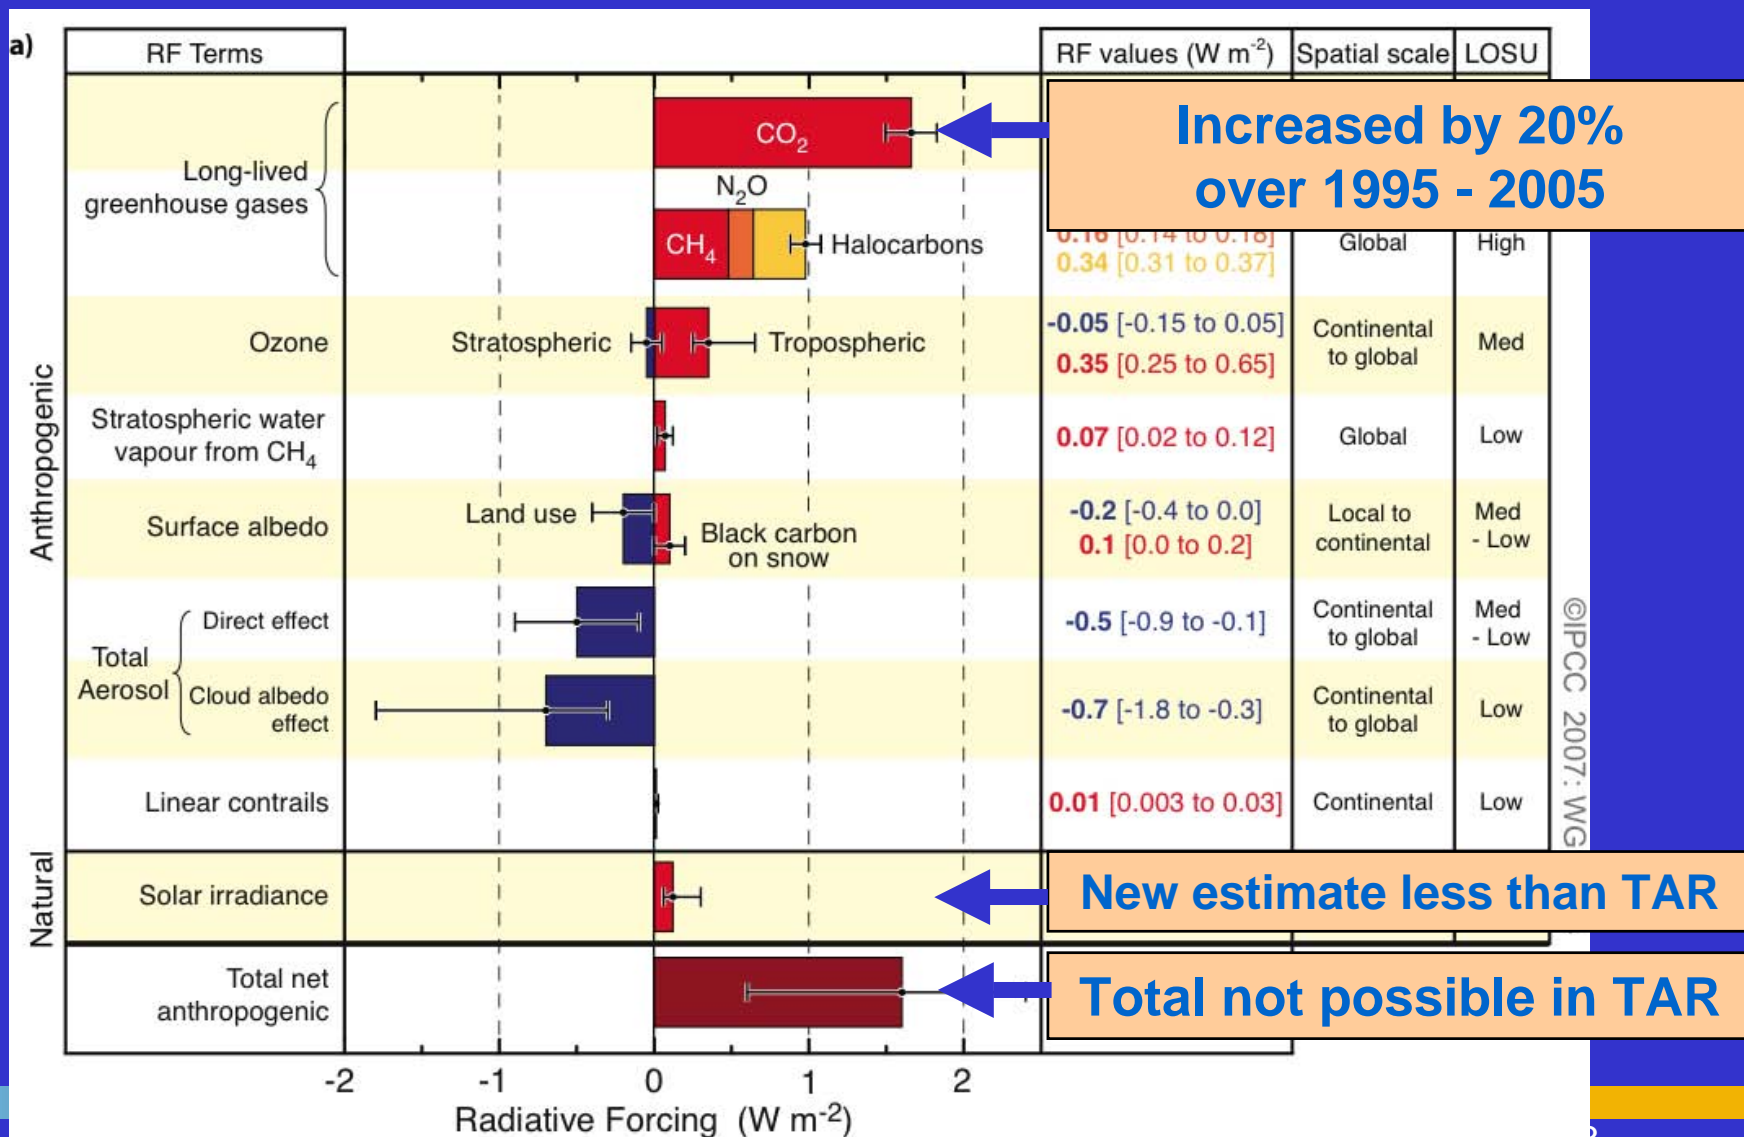 a)
RF Terms
RF values (W m-2)
Spatial scale
LOSU
Anthropogenic
Long-lived
greenhouse gases
CO2
Increased by 20%
over 1995 - 2005
N2O
CH4
Halocarbons
0.16 [0.14 to 0.18]
0.34 [0.31 to 0.37]
Global
High
Ozone
Stratospheric
Tropospheric
-0.05 [-0.15 to 0.05]
0.35 [0.25 to 0.65]
Continental
to global
Med
Stratospheric water
vapour from CH4
0.07 [0.02 to 0.12]
Global
Low
Surface albedo
Land use
Black carbon
on snow
-0.2 [-0.4 to 0.0]
0.1 [0.0 to 0.2]
Local to
continental
Med
- Low
Total
Aerosol
Direct effect
-0.5 [-0.9 to -0.1]
Continental
to global
Med
- Low
Cloud albedo
effect
-0.7 [-1.8 to -0.3]
Continental
to global
Low
Linear contrails
0.01 [0.003 to 0.03]
Continental
Low
©IPCC 2007: WG
Natural
Solar irradiance
New estimate less than TAR
Total net
anthropogenic
Total not possible in TAR
-2 -1 0 1 2
Radiative Forcing (W m-2)